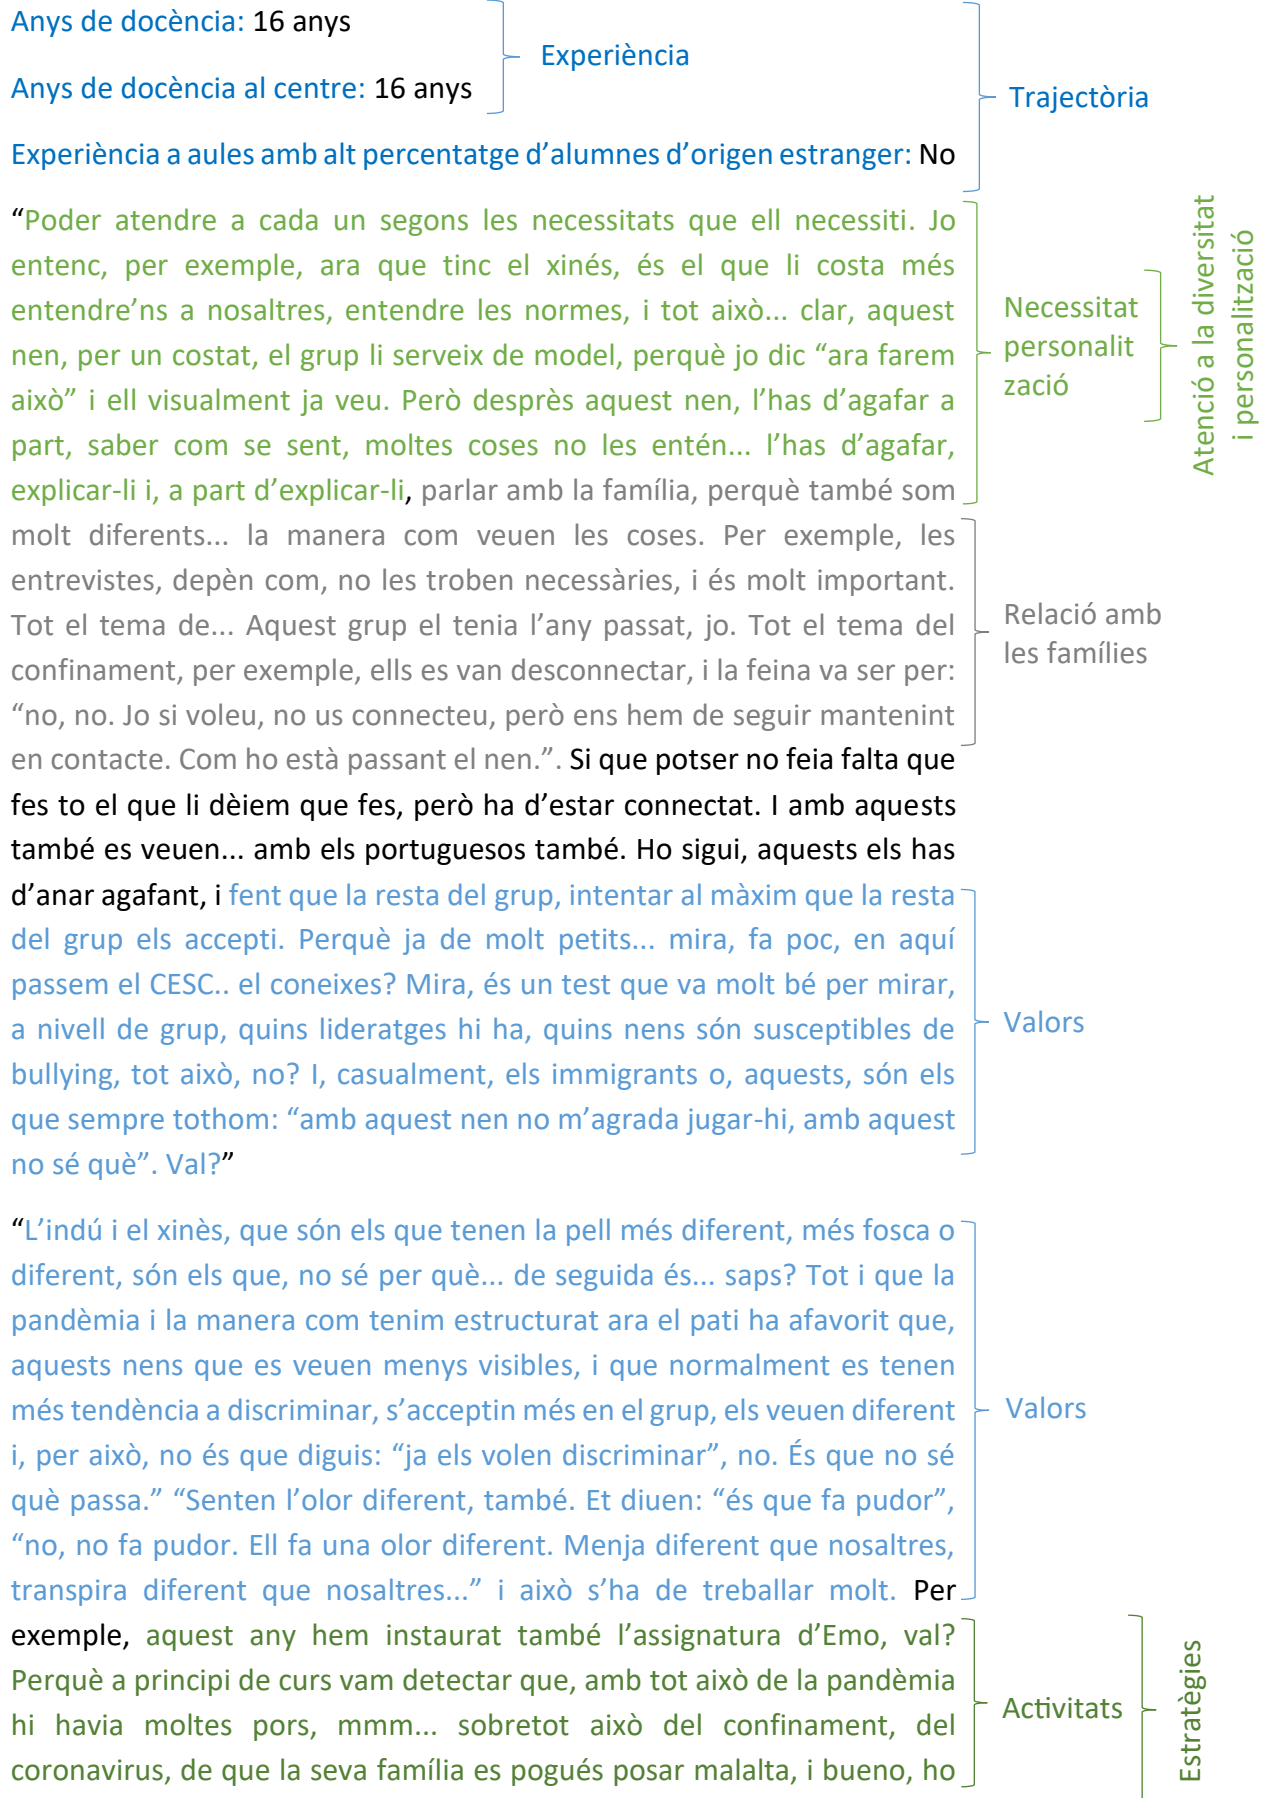 Anys de docència: 16 anys
Experiència
Anys de docència al centre: 16 anys
Trajectòria
Experiència a aules amb alt percentatge d’alumnes d’origen estranger: No
“Poder atendre a cada un segons les necessitats que ell necessiti. Jo
entenc, per exemple, ara que tinc el xinés, és el que li costa més
entendre’ns a nosaltres, entendre les normes, i tot això... clar, aquest
nen, per un costat, el grup li serveix de model, perquè jo dic “ara farem
això” i ell visualment ja veu. Però desprès aquest nen, l’has d’agafar a
part, saber com se sent, moltes coses no les entén... l’has d’agafar,
explicar-li i, a part d’explicar-li, parlar amb la família, perquè també som
Necessitat
personalit
zació
Atenció a la diversitat
i personalització
molt diferents... la manera com veuen les coses. Per exemple, les
entrevistes, depèn com, no les troben necessàries, i és molt important.
Tot el tema de... Aquest grup el tenia l’any passat, jo. Tot el tema del
confinament, per exemple, ells es van desconnectar, i la feina va ser per:
“no, no. Jo si voleu, no us connecteu, però ens hem de seguir mantenint
en contacte. Com ho està passant el nen.”. Si que potser no feia falta que
Relació amb
les famílies
fes to el que li dèiem que fes, però ha d’estar connectat. I amb aquests
també es veuen... amb els portuguesos també. Ho sigui, aquests els has
d’anar agafant, i fent que la resta del grup, intentar al màxim que la resta
del grup els accepti. Perquè ja de molt petits... mira, fa poc, en aquí
passem el CESC.. el coneixes? Mira, és un test que va molt bé per mirar,
a nivell de grup, quins lideratges hi ha, quins nens són susceptibles de
bullying, tot això, no? I, casualment, els immigrants o, aquests, són els
que sempre tothom: “amb aquest nen no m’agrada jugar-hi, amb aquest
no sé què”. Val?”
Valors
“L’indú i el xinès, que són els que tenen la pell més diferent, més fosca o
diferent, són els que, no sé per què... de seguida és... saps? Tot i que la
pandèmia i la manera com tenim estructurat ara el pati ha afavorit que,
aquests nens que es veuen menys visibles, i que normalment es tenen
més tendència a discriminar, s’acceptin més en el grup, els veuen diferent
i, per això, no és que diguis: “ja els volen discriminar”, no. És que no sé
què passa.” “Senten l’olor diferent, també. Et diuen: “és que fa pudor”,
“no, no fa pudor. Ell fa una olor diferent. Menja diferent que nosaltres,
transpira diferent que nosaltres...” i això s’ha de treballar molt. Per
Valors
exemple, aquest any hem instaurat també l’assignatura d’Emo, val?
Perquè a principi de curs vam detectar que, amb tot això de la pandèmia
hi havia moltes pors, mmm... sobretot això del confinament, del
coronavirus, de que la seva família es pogués posar malalta, i bueno, ho
Activitats
Estratègies